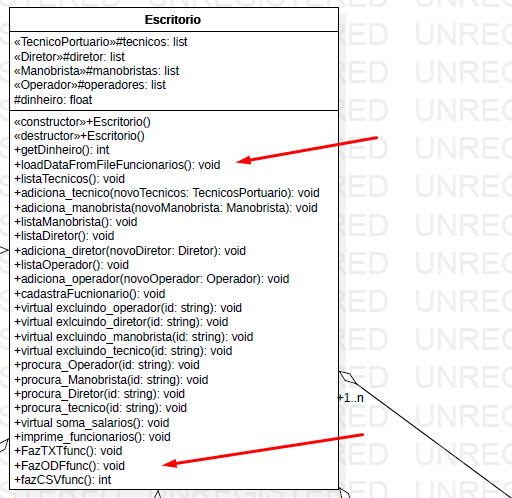 Escritorio
«TecnicoPortuario»#tecnicos: list
«Diretor»#diretor: list
«Manobrista»#manobristas: list
«Operador»#operadores: list
#dinheiro: float
«constructor»+Escritorio()
«destructor»+Escritorio()
+getDinheiro(): int
+loadDataFromFileFuncionarios(): void
+listaTecnicos(): void
+adiciona_tecnico(novoTecnicos: TecnicosPortuario): void
+adiciona_manobrista(novoManobrista: Manobrista): void
+listaManobrista(): void
+listaDiretor(): void
+adiciona_diretor(novoDiretor: Diretor): void
+listaOperador(): void
+adiciona_operador(novoOperador: Operador): void
+cadastraFucnionario(): void
+virtual excluindo_operador(id: string): void
+virtual exlcuindo_diretor(id: string): void
+virtual excluindo_manobrista(id: string): void
+virtual excluindo_tecnico(id: string): void
+procura_Operador(id: string): void
+procura_Manobrista(id: string): void
+procura_Diretor(id: string): void
+procura_tecnico(id: string): void
+virtual soma_salarios(): void
+imprime_funcionarios(): void
+FazTXTfunc(): void
+FazODFfunc(): void
+fazCSVfunc(): int
+1..n
UNREGISTERED UNREG